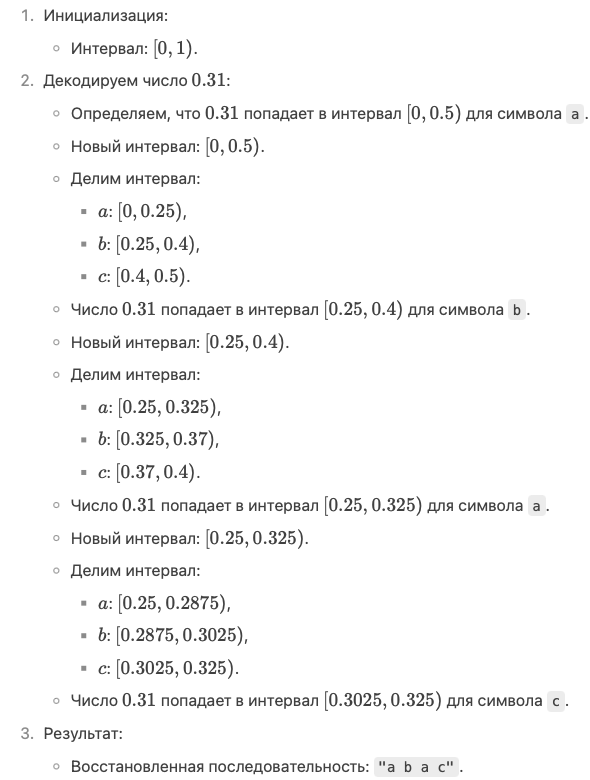 1. Инициализация:
◦ Интервал: [0, 1).
2. Декодируем число 0.31:
◦ Определяем, что 0.31 попадает в интервал [0, 0.5) для символа a .
◦ Новый интервал: [0, 0.5).
◦ Делим интервал:
▪ a: [0, 0.25),
▪ b: [0.25, 0.4),
▪ c: [0.4, 0.5).
◦ Число 0.31 попадает в интервал [0.25, 0.4) для символа b .
◦ Новый интервал: [0.25, 0.4).
◦ Делим интервал:
▪ a: [0.25, 0.325),
▪ b: [0.325, 0.37),
▪ c: [0.37, 0.4).
◦ Число 0.31 попадает в интервал [0.25, 0.325) для символа a .
◦ Новый интервал: [0.25, 0.325).
◦ Делим интервал:
▪ a: [0.25, 0.2875),
▪ b: [0.2875, 0.3025),
▪ c: [0.3025, 0.325).
◦ Число 0.31 попадает в интервал [0.3025, 0.325) для символа c .
3. Результат:
◦ Восстановленная последовательность: "a b a c" .